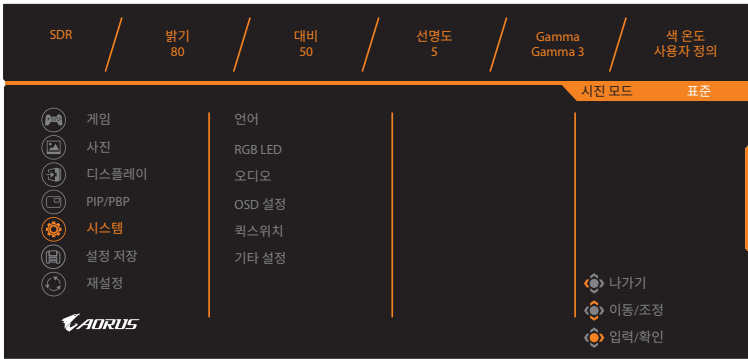 SDR
밝기
80
대비
50
선명도
5
Gamma
Gamma 3
색 온도
사용자 정의
시진 모드 표준
게임
사진
디스플레이
PIP/PBP
시스템
설정 저장
재설정
언어
RGB LED
오디오
OSD 설정
퀵스위치
기타 설정
나가기
이동/조정
입력/확인
AORUS